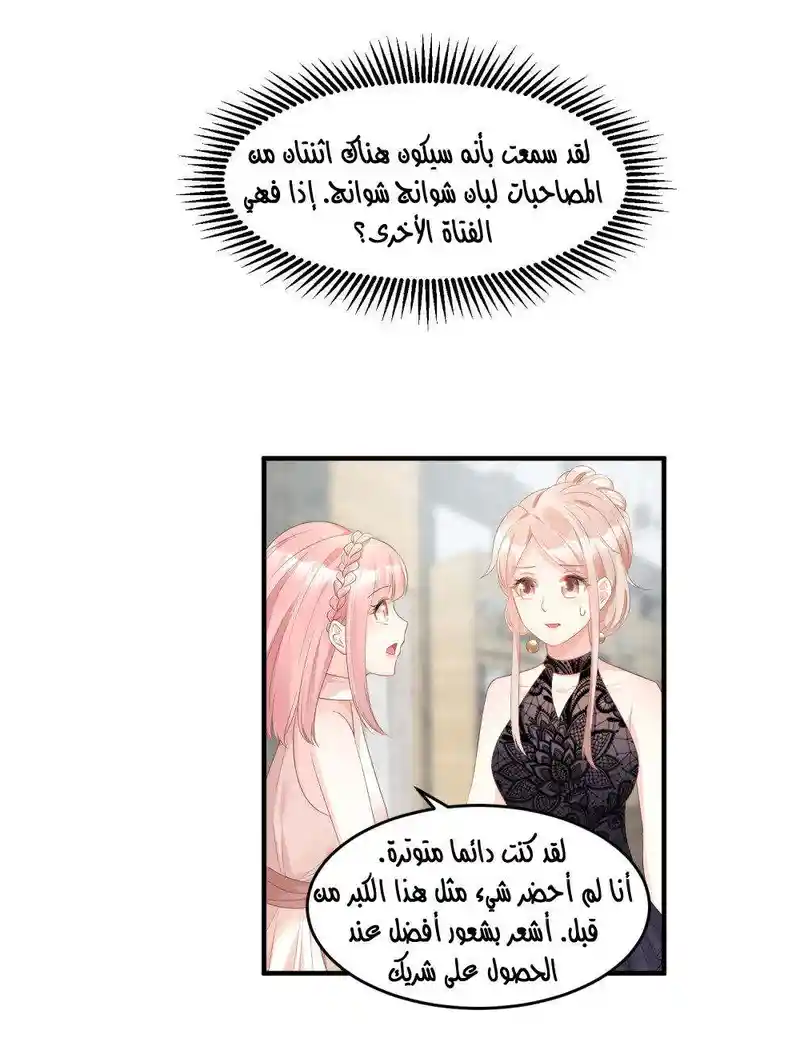 لقد سمعت بأنه سيكون هناك اثنتان من
المصاحبات لبان شوانج شوانج. إذا فهي
الفتاة الأخرى؟
لقد كنت دائما متوترة.
أنا لم أحضر شيء مثل هذا الكبر من
قبل. أشعر بشعور أفضل عند
الحصول على شريك